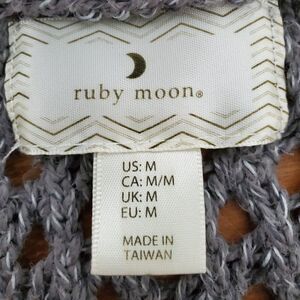 ruby moon®
US: M
CA: M/M
UK: M
EU: M
MADE IN
TAIWAN